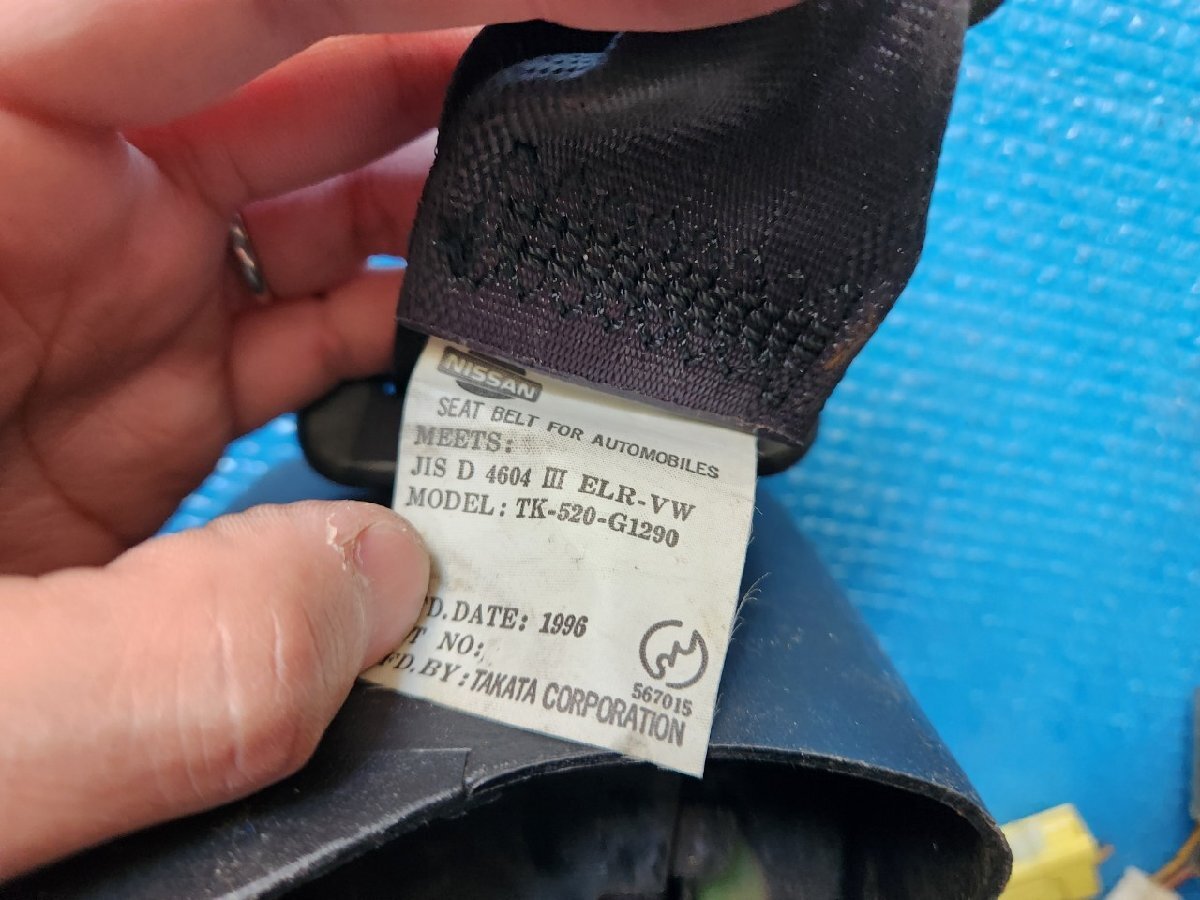 NISSAN
SEAT BELT FOR AUTOMOBILES
MEETS:
JIS D 4604 III ELR-VW
MODEL: TK-520-G1290
D.DATE: 1996
T NO:
FD.BY: TAKATA CORPORATION
567015